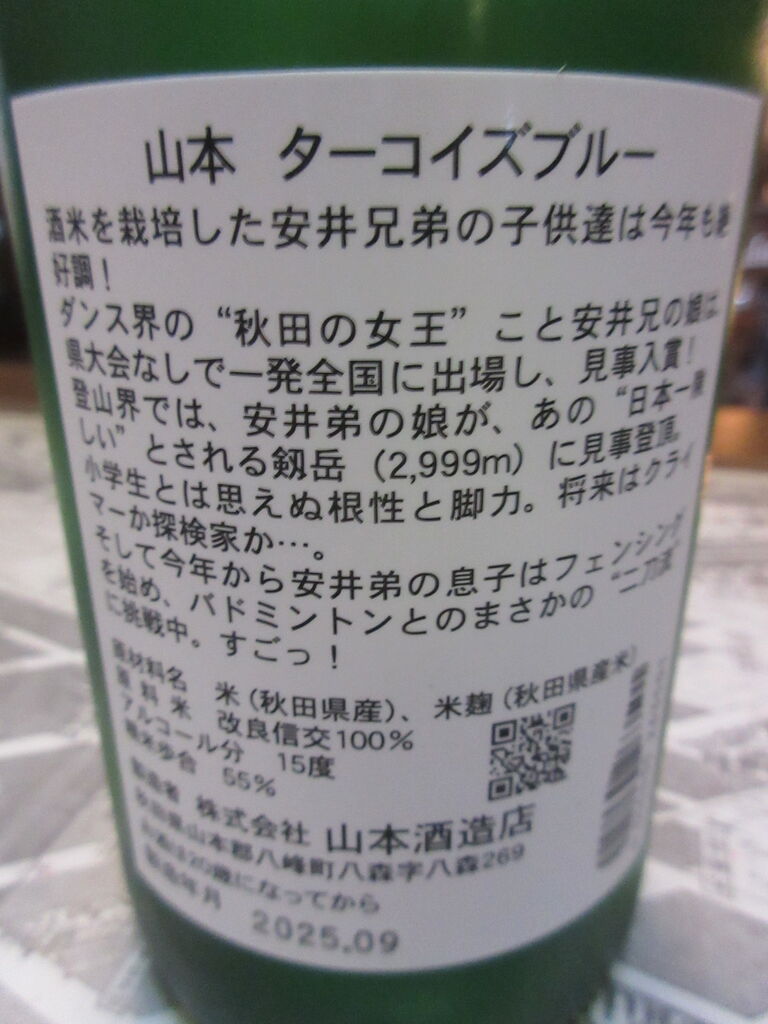 山本 ターコイズブルー
酒米を栽培した安井兄弟の子供達は今年も絶
好調！
ダンス界の“秋田の女王”こと安井兄の娘は、
県大会なしで一発全国に出場し、見事入賞！
登山界では、安井弟の娘が、あの“日本一険
しい”とされる剱岳（2,999m）に見事登頂。
小学生とは思えぬ根性と脚力。将来はクライ
マーか探検家か…。
そして今年から安井弟の息子はフェンシング
を始め、バドミントンとのまさかの“二刀流”
に挑戦中。すごっ！
原材料名 米（秋田県産）、米麹（秋田県産米）
原料米 改良信交100％
アルコール分 15度
精米歩合 55％
製造者 株式会社 山本酒造店
秋田県山本郡八峰町八森字八森269
お酒は20歳になってから
製造年月 2025.09